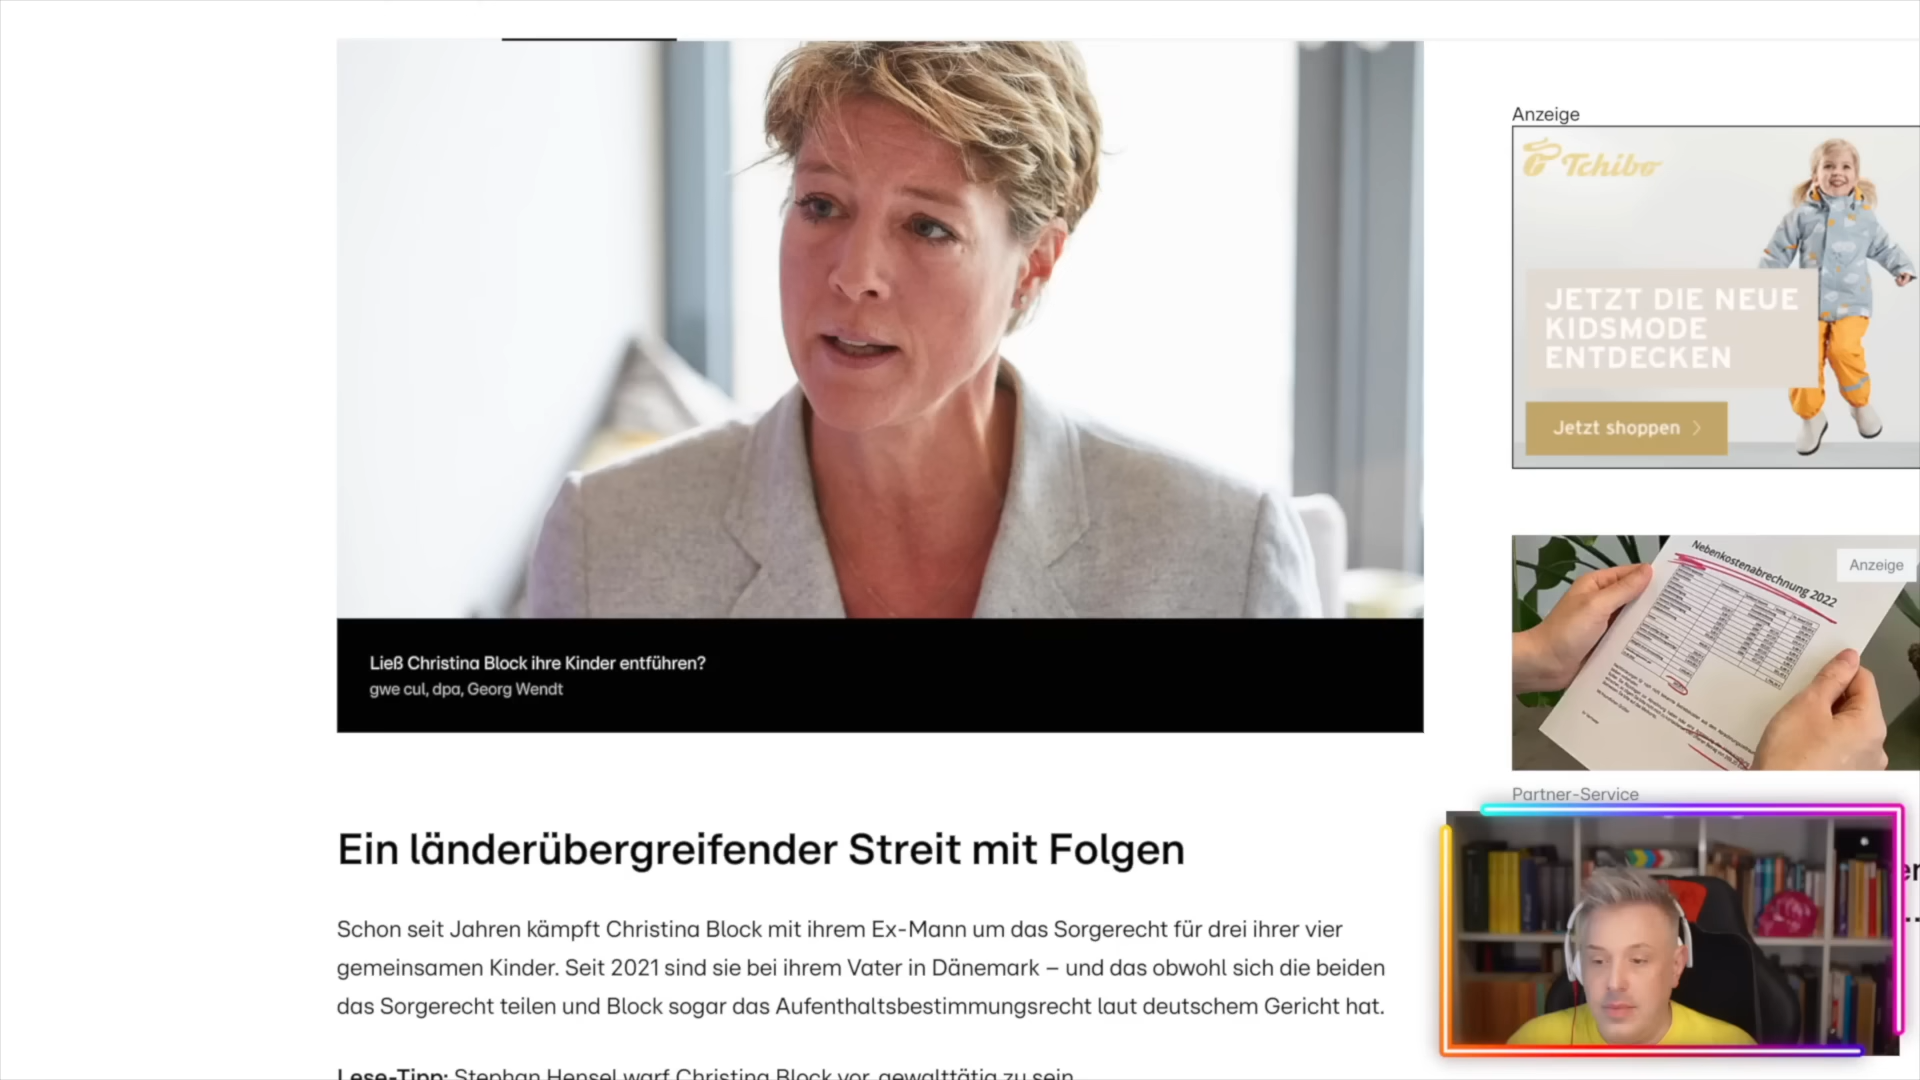 Anzeige
Tchibo
JETZT DIE NEUE
KIDSMODE
ENTDECKEN
Jetzt shoppen
Nebenkostenabrechnung 2022
Anzeige
Partner-Service
Ließ Christina Block ihre Kinder entführen?
gwe cul, dpa, Georg Wendt
Ein länderübergreifender Streit mit Folgen
Schon seit Jahren kämpft Christina Block mit ihrem Ex-Mann um das Sorgerecht für drei ihrer vier
gemeinsamen Kinder. Seit 2021 sind sie bei ihrem Vater in Dänemark – und das obwohl sich die beiden
das Sorgerecht teilen und Block sogar das Aufenthaltsbestimmungsrecht laut deutschem Gericht hat.
Lese-Tipp: Stephan Hensel warf Christina Block vor, gewalttätig zu sein